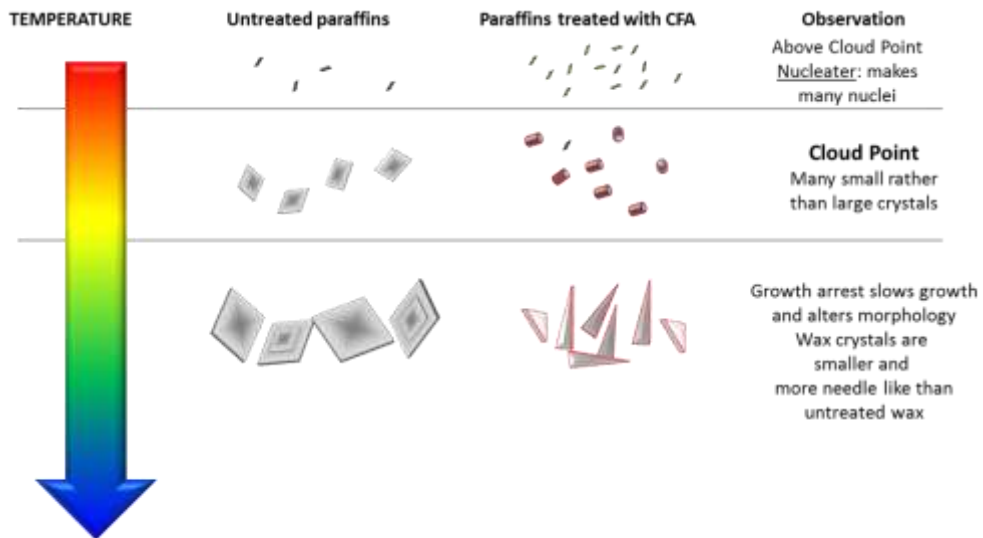 TEMPERATURE
Untreated paraffins
Paraffins treated with CFA
Observation
Above Cloud Point
Nucleater: makes
many nuclei
Cloud Point
Many small rather
than large crystals
Growth arrest slows growth
and alters morphology
Wax crystals are
smaller and
more needle like than
untreated wax